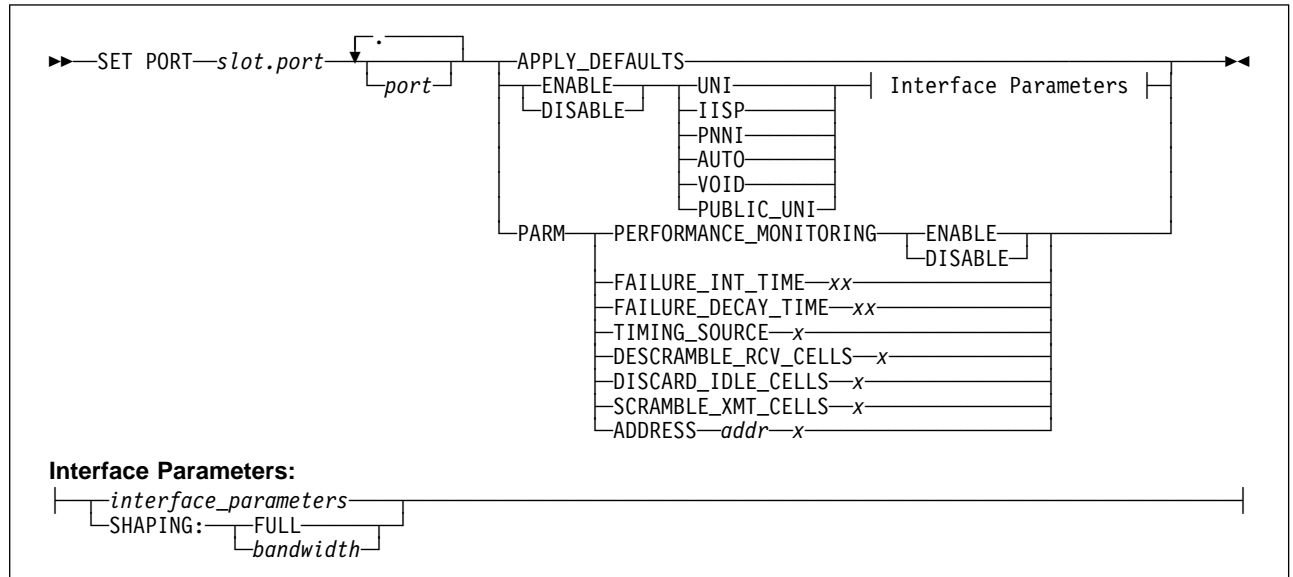 .
►►──SET PORT──slot.port── ──APPLY_DEFAULTS──►◄
port ENABLE UNI Interface Parameters
DISABLE IISP
PNNI
AUTO
VOID
PUBLIC_UNI
PARM PERFORMANCE_MONITORING ENABLE
DISABLE
FAILURE_INT_TIME──xx
FAILURE_DECAY_TIME──xx
TIMING_SOURCE──x
DESCRAMBLE_RCV_CELLS──x
DISCARD_IDLE_CELLS──x
SCRAMBLE_XMT_CELLS──x
ADDRESS──addr──x
Interface Parameters:
interface_parameters
SHAPING: FULL
bandwidth